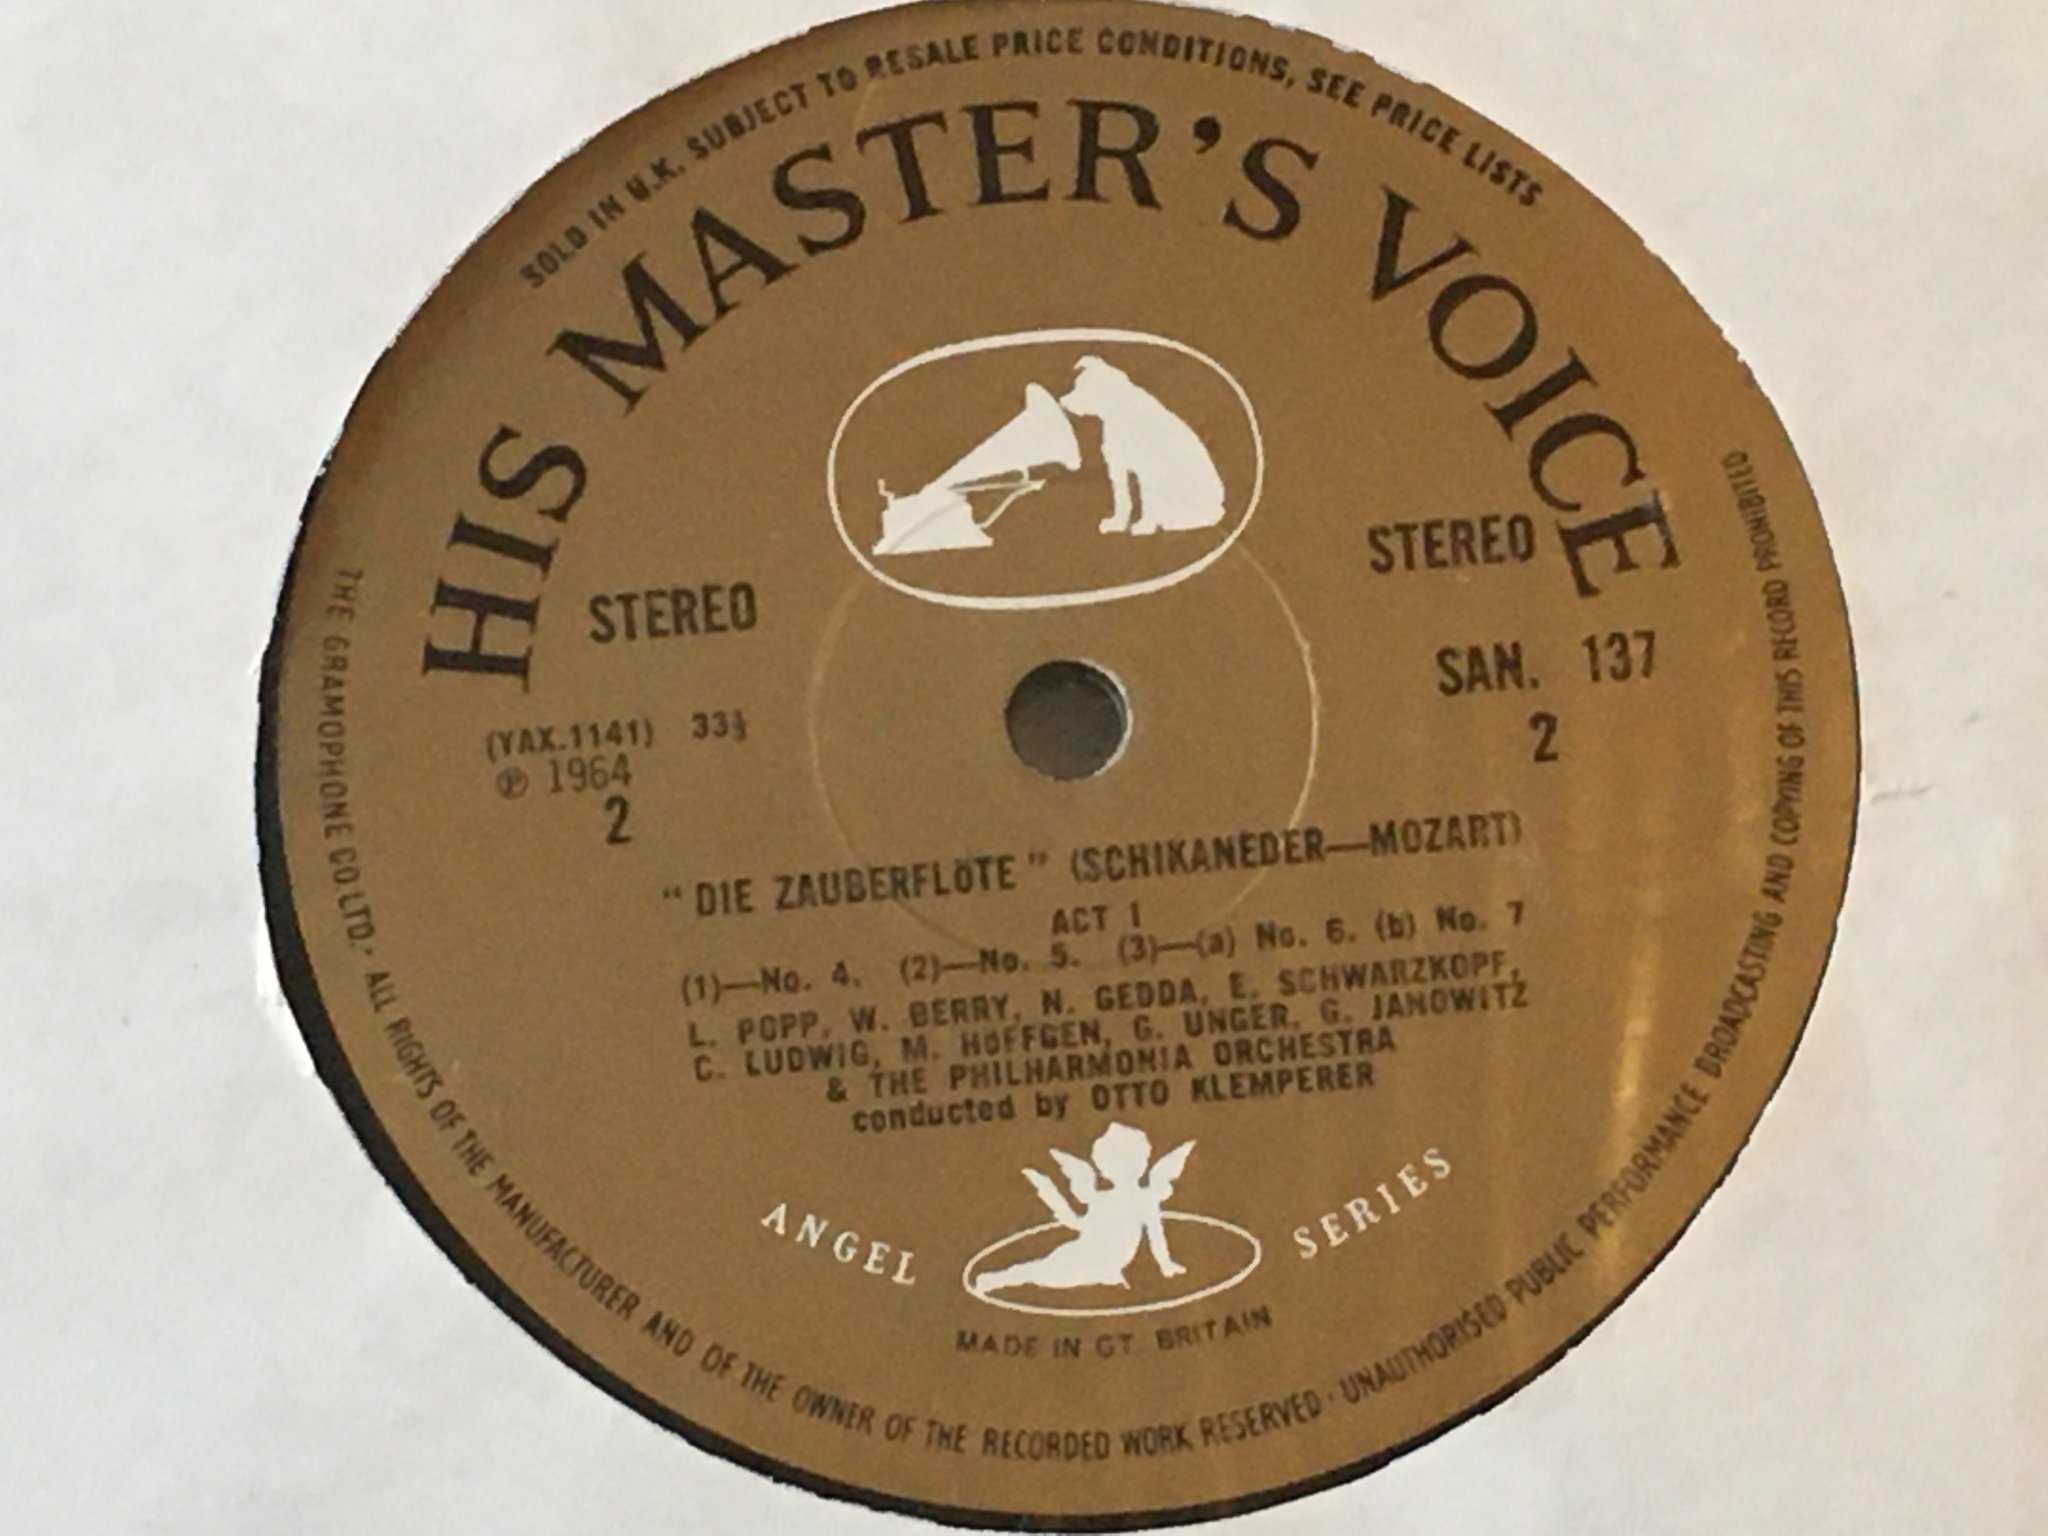 SOLD IN U.K. SUBJECT TO RESALE PRICE CONDITIONS, SEE PRICE LISTS
HIS MASTER'S VOICE
STEREO
STEREO
SAN. 137
2
(YAX.1141) 33⅓
℗ 1964
2
"DIE ZAUBERFLÖTE" (SCHIKANEDER—MOZART)
ACT 1
(1)—No. 4. (2)—No. 5. (3)—(a) No. 6. (b) No. 7
L. POPP, W. BERRY, N. GEDDA, E. SCHWARZKOPF,
C. LUDWIG, M. HÖFFGEN, G. UNGER, G. JANOWITZ
& THE PHILHARMONIA ORCHESTRA
conducted by OTTO KLEMPERER
ANGEL SERIES
MADE IN GT. BRITAIN
THE GRAMOPHONE CO LTD. · ALL RIGHTS OF THE MANUFACTURER AND OF THE OWNER OF THE RECORDED WORK RESERVED · UNAUTHORISED PUBLIC PERFORMANCE BROADCASTING AND COPYING OF THIS RECORD PROHIBITED